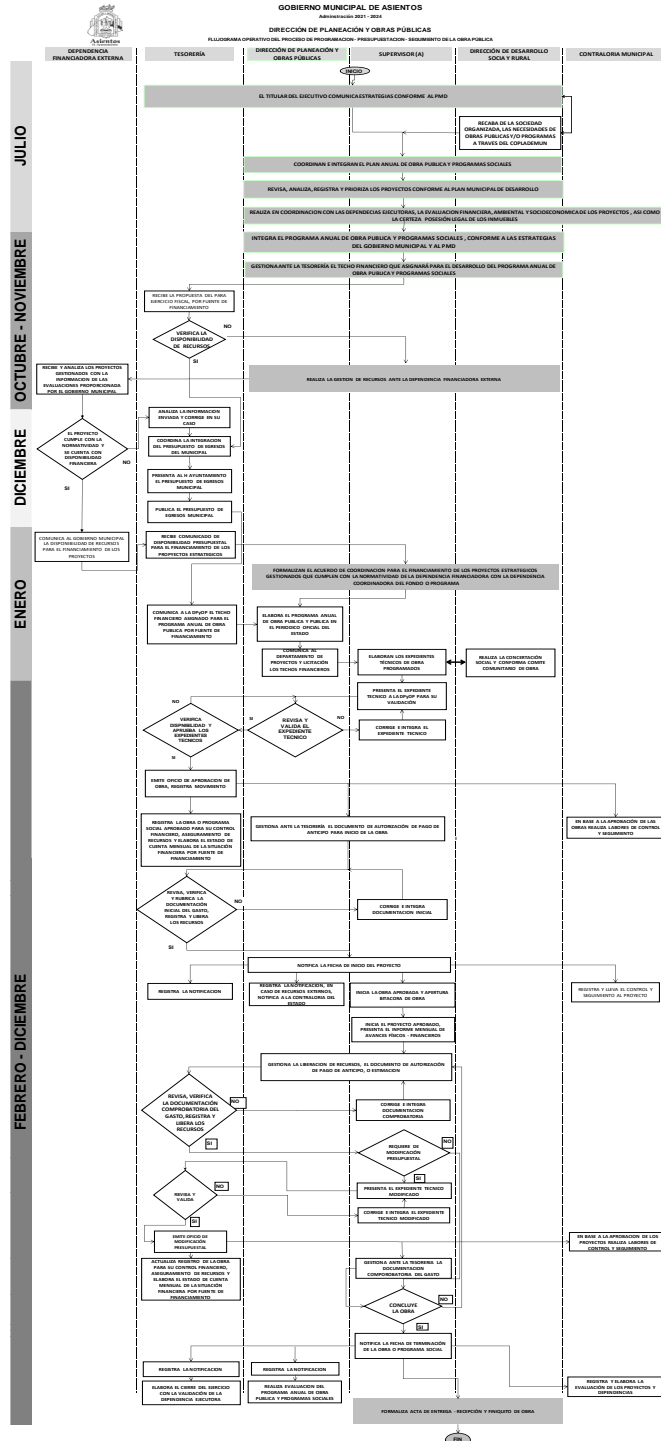 GOBIERNO MUNICIPAL DE ASIENTOS
Administración 2021 - 2024
DIRECCIÓN DE PLANEACIÓN Y OBRAS PÚBLICAS
FLUJOGRAMA OPERATIVO DEL PROCESO DE PROGRAMACION - PRESUPUESTACION - SEGUIMIENTO DE LA OBRA PÚBLICA
Asientos
DEPENDENCIA
FINANCIADORA EXTERNA
TESORERÍA
DIRECCIÓN DE PLANEACIÓN Y
OBRAS PÚBLICAS
SUPERVISOR (A)
DIRECCIÓN DE DESARROLLO
SOCIA Y RURAL
CONTRALORIA MUNICIPAL
JULIO
INICIO
EL TITULAR DEL EJECUTIVO COMUNICA ESTRATEGIAS CONFORME AL PMD
RECABA DE LA SOCIEDAD
ORGANIZADA, LAS NECESIDADES DE
OBRAS PUBLICAS Y/O PROGRAMAS
A TRAVES DEL COPLADEMUN
COORDINAN E INTEGRAN EL PLAN ANUAL DE OBRA PUBLICA Y PROGRAMAS SOCIALES
REVISA, ANALIZA, REGISTRA Y PRIORIZA LOS PROYECTOS CONFORME AL PLAN MUNICIPAL DE DESARROLLO
REALIZA EN COORDINACION CON LAS DEPENDECIAS EJECUTORAS, LA EVALUACION FINANCIERA, AMBIENTAL Y SOCIOECONOMICA DE LOS PROYECTOS , ASI COMO
LA CERTEZA POSESIÓN LEGAL DE LOS INMUEBLES
OCTUBRE - NOVIEMBRE
INTEGRA EL PROGRAMA ANUAL DE OBRA PUBLICA Y PROGRAMAS SOCIALES , CONFORME A LAS ESTRATEGIAS
DEL GOBIERNO MUNICIPAL Y AL PMD
GESTIONA ANTE LA TESORERÍA EL TECHO FINANCIERO QUE ASIGNARÁ PARA EL DESARROLLO DEL PROGRAMA ANUAL DE
OBRA PUBLICA Y PROGRAMAS SOCIALES
RECIBE LA PROPUESTA DEL PARA
EJERCICIO FISCAL, POR FUENTE DE
FINANCIAMIENTO
VERIFICA LA
DISPONIBILIDAD
DE RECURSOS
NO
SI
RECIBE Y ANALIZA LOS PROYECTOS
GESTIONADOS CON LA
INFORMACION DE LAS
EVALUACIONES PROPORCIONADA
POR EL GOBIERNO MUNICIPAL
REALIZA LA GESTION DE RECURSOS ANTE LA DEPENDENCIA FINANCIADORA EXTERNA
DICIEMBRE
EL PROYECTO
CUMPLE CON LA
NORMATIVIDAD Y
SE CUENTA CON
DISPONIBILIDAD
FINANCIERA
NO
SI
ANALIZA LA INFORMACION
ENVIADA Y CORRIGE EN SU
CASO
COORDINA LA INTEGRACION
DEL PRESUPUESTO DE EGRESOS
DEL MUNICIPAL
PRESENTA AL H AYUNTAMIENTO
EL PRESUPUESTO DE EGRESOS
MUNICIPAL
PUBLICA EL PRESUPUESTO DE
EGRESOS MUNICIPAL
ENERO
COMUNICA AL GOBIERNO MUNICIPAL
LA DISPONIBILIDAD DE RECURSOS
PARA EL FINANCIAMIENTO DE LOS
PROYECTOS
RECIBE COMUNICADO DE
DISPONIBILIDAD PRESUPUESTAL
PARA EL FINANCIAMIENTO DE LOS
PROPYECTOS ESTRATEGICOS
FORMALIZAN EL ACUERDO DE COORDINACION PARA EL FINANCIAMIENTO DE LOS PROYECTOS ESTRATEGICOS
GESTIONADOS QUE CUMPLEN CON LA NORMATIVIDAD DE LA DEPENDENCIA FINANCIADORA CON LA DEPENDENCIA
COORDINADORA DEL FONDO O PROGRAMA
COMUNICA A LA DPyOP EL TECHO
FINANCIERO ASIGNADO PARA EL
PROGRAMA ANUAL DE OBRA
PUBLICA POR FUENTE DE
FINANCIAMIENTO
ELABORA EL PROGRAMA ANUAL
DE OBRA PUBLICA Y PUBLICA EN
EL PERIODICO OFICIAL DEL
ESTADO
COMUNICA AL
DEPARTAMENTO DE
PROYECTOS Y LICITACIÓN
LOS TECHOS FINANCIEROS
ELABORAN LOS EXPEDIENTES
TÉCNICOS DE OBRA
PROGRAMADOS
REALIZA LA CONCERTACIÓN
SOCIAL Y CONFORMA COMITE
COMUNITARIO DE OBRA
FEBRERO - DICIEMBRE
PRESENTA EL EXPEDIENTE
TECNICO A LA DPyOP PARA SU
VALIDACIÓN
NO
VERIFICA
DISPNIBILIDAD Y
APRUEBA LOS
EXPEDIENTES
TECNICOS
SI
SI
REVISA Y
VALIDA EL
EXPEDIENTE
TECNICO
NO
CORRIGE E INTEGRA EL
EXPEDIENTE TECNICO
EMITE OFICIO DE APROBACION DE
OBRA, REGISTRA MOVIMIENTO
REGISTRA LA OBRA O PROGRAMA
SOCIAL APROBADO PARA SU CONTROL
FINANCIERO, ASEGURAMIENTO DE
RECURSOS Y ELABORA EL ESTADO DE
CUENTA MENSUAL DE LA SITUACIÓN
FINANCIERA POR FUENTE DE
FINANCIAMIENTO
GESTIONA ANTE LA TESORERÍA EL DOCUMENTO DE AUTORIZACIÓN DE PAGO DE
ANTICIPO PARA INICIO DE LA OBRA
EN BASE A LA APROBACIÓN DE LAS
OBRAS REALIZA LABORES DE CONTROL
Y SEGUIMIENTO
REVISA, VERIFICA
Y RUBRICA LA
DOCUMENTACIÓN
INICIAL DEL GASTO,
REGISTRA Y LIBERA
LOS RECURSOS
NO
SI
CORRIGE E INTEGRA
DOCUMENTACION INICIAL
NOTIFICA LA FECHA DE INICIO DEL PROYECTO
REGISTRA LA NOTIFICACION
REGISTRA LA NOTIFICACIÓN, EN
CASO DE RECURSOS EXTERNOS,
NOTIFICA A LA CONTRALORIA DEL
ESTADO
INICIA LA OBRA APROBADA Y APERTURA
BITACORA DE OBRA
REGISTRA Y LLEVA EL CONTROL Y
SEGUIMIENTO AL PROYECTO
INICIA EL PROYECTO APROBADO,
PRESENTA EL INFORME MENSUAL DE
AVANCES FÍSICOS - FINANCIEROS
GESTIONA LA LIBERACION DE RECURSOS, EL DOCUMENTO DE AUTORIZACIÓN
DE PAGO DE ANTICIPO, O ESTIMACION
REVISA, VERIFICA
LA DOCUMENTACIÓN
COMPROBATORIA DEL
GASTO, REGISTRA Y
LIBERA LOS
RECURSOS
NO
SI
CORRIGE E INTEGRA
DOCUMENTACION
COMPROBATORIA
REQUIERE DE
MODIFICACIÓN
PRESUPUESTAL
NO
SI
REVISA Y
VALIDA
NO
SI
PRESENTA EL EXPEDIENTE TECNICO
MODIFICADO
CORRIGE E INTEGRA EL EXPEDIENTE
TECNICO MODIFICADO
EMITE OFICIO DE
MODIFICACIÓN
PRESUPUESTAL
EN BASE A LA APROBACION DE LOS
PROYECTOS REALIZA LABORES DE
CONTROL Y SEGUIMIENTO
ACTUALIZA REGISTRO DE LA OBRA
PARA SU CONTROL FINANCIERO,
ASEGURAMIENTO DE RECURSOS Y
ELABORA EL ESTADO DE CUENTA
MENSUAL DE LA SITUACIÓN
FINANCIERA POR FUENTE DE
FINANCIAMIENTO
GESTIONA ANTE LA TESORERIA LA
DOCUMENTACION
COMPOROBATORIA DEL GASTO
CONCLUYE
LA OBRA
NO
SI
NOTIFICA LA FECHA DE TERMINACIÓN
DE LA OBRA O PROGRAMA SOCIAL
REGISTRA LA NOTIFICACIÓN
REGISTRA LA NOTIFICACIÓN
ELABORA EL CIERRE DEL EJERCICIO
CON LA VALIDACIÓN DE LA
DEPENDENCIA EJECUTORA
REALIZA EVALUACION DEL
PROGRAMA ANUAL DE OBRA
PUBLICA Y PROGRAMAS SOCIALES
REGISTRA Y ELABORA LA
EVALUACIÓN DE LOS PROYECTOS Y
DEPENDENCIAS
FORMALIZA ACTA DE ENTREGA - RECEPCIÓN Y FINIQUITO DE OBRA
FIN